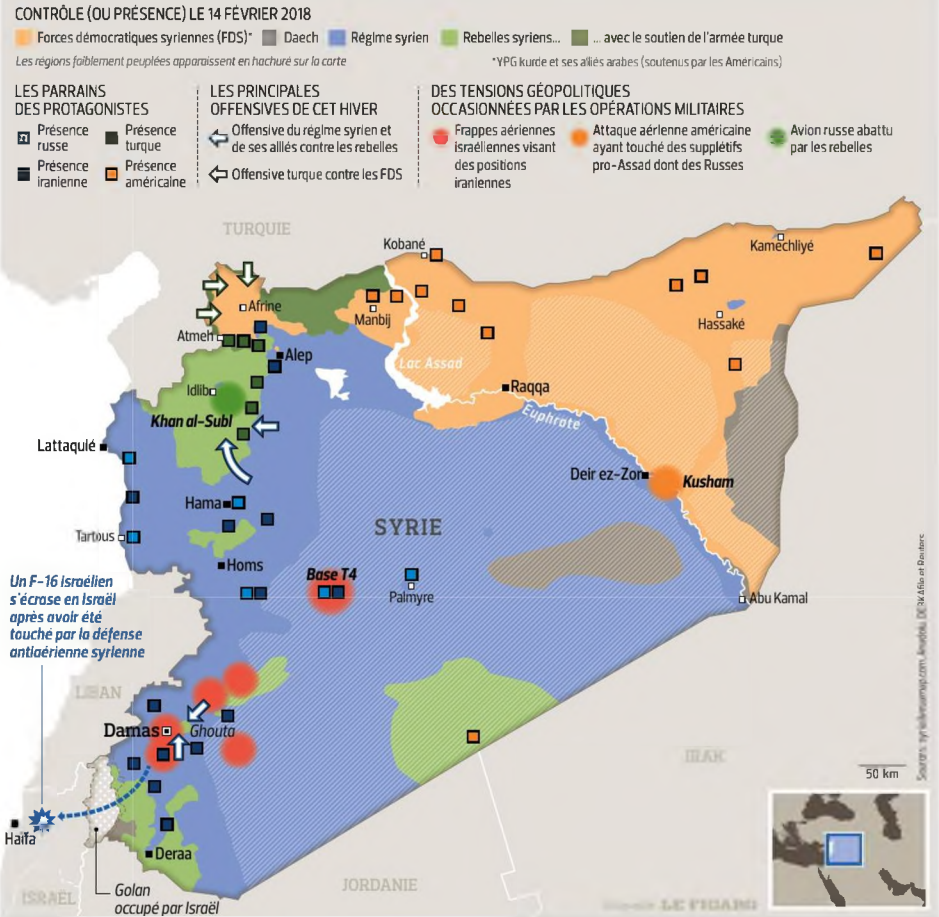 CONTRÔLE (OU PRÉSENCE) LE 14 FÉVRIER 2018
Forces démocratiques syriennes (FDS)*
Daech
Régime syrien
Rebelles syriens...
... avec le soutien de l'armée turque
Les régions faiblement peuplées apparaissent en hachuré sur la carte
*YPG kurde et ses alliés arabes (soutenus par les Américains)
LES PARRAINS
DES PROTAGONISTES
Présence
russe
Présence
turque
Présence
iranienne
Présence
américaine
LES PRINCIPALES
OFFENSIVES DE CET HIVER
Offensive du régime syrien et
de ses alliés contre les rebelles
Offensive turque contre les FDS
DES TENSIONS GÉOPOLITIQUES
OCCASIONNÉES PAR LES OPÉRATIONS MILITAIRES
Frappes aériennes
israéliennes visant
des positions
iraniennes
Attaque aérienne américaine
ayant touché des supplétifs
pro-Assad dont des Russes
Avion russe abattu
par les rebelles
TURQUIE
Kobané
Kamechliyé
Afrine
Manbij
Hassaké
Atmeh
Alep
Lac Assad
Idlib
Raqqa
Khan al-Subl
Euphrate
Lattaquié
Deir ez-Zor
Kusham
Hama
SYRIE
Tartous
Homs
Base T4
Palmyre
Abu Kamal
Un F-16 israélien
s'écrase en Israël
après avoir été
touché par la défense
antiaérienne syrienne
LIBAN
Damas
Ghouta
IRAK
50 km
Haïfa
Deraa
Golan
occupé par Israël
ISRAËL
JORDANIE
LE FIGARO